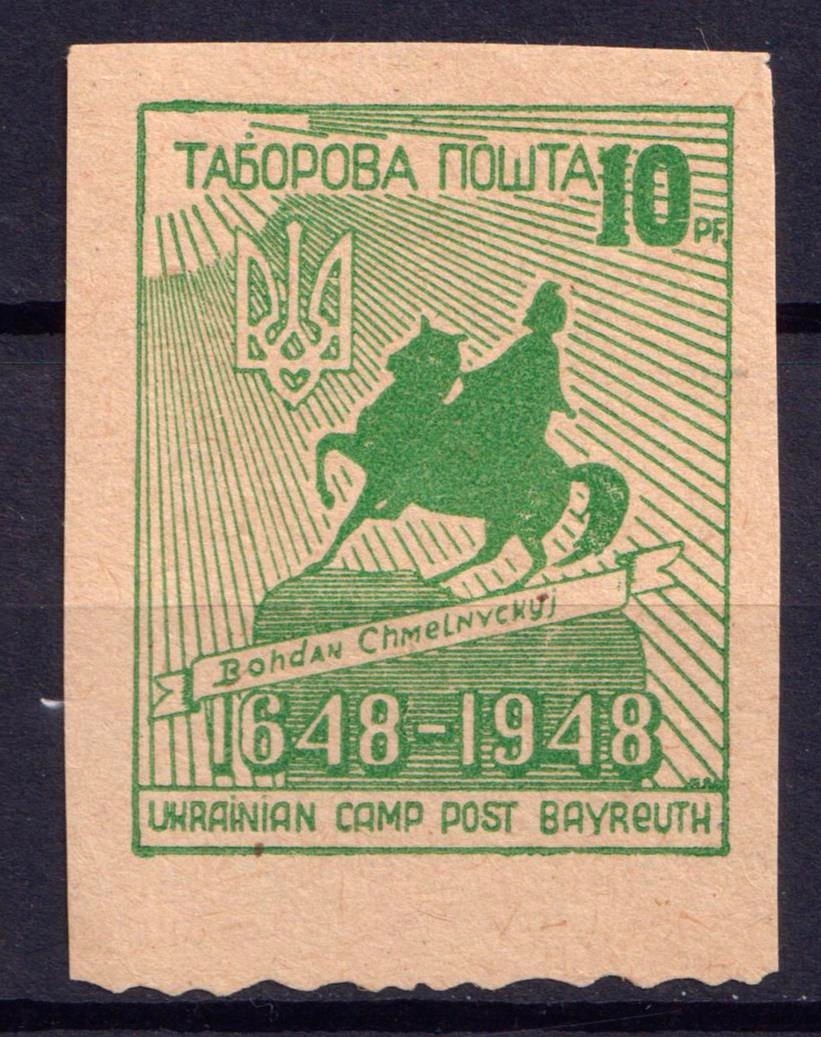 ТАБОРОВА ПОШТА 10 PF.
Bohdan Chmelnyckyj
1648-1948
UKRAINIAN CAMP POST BAYREUTH